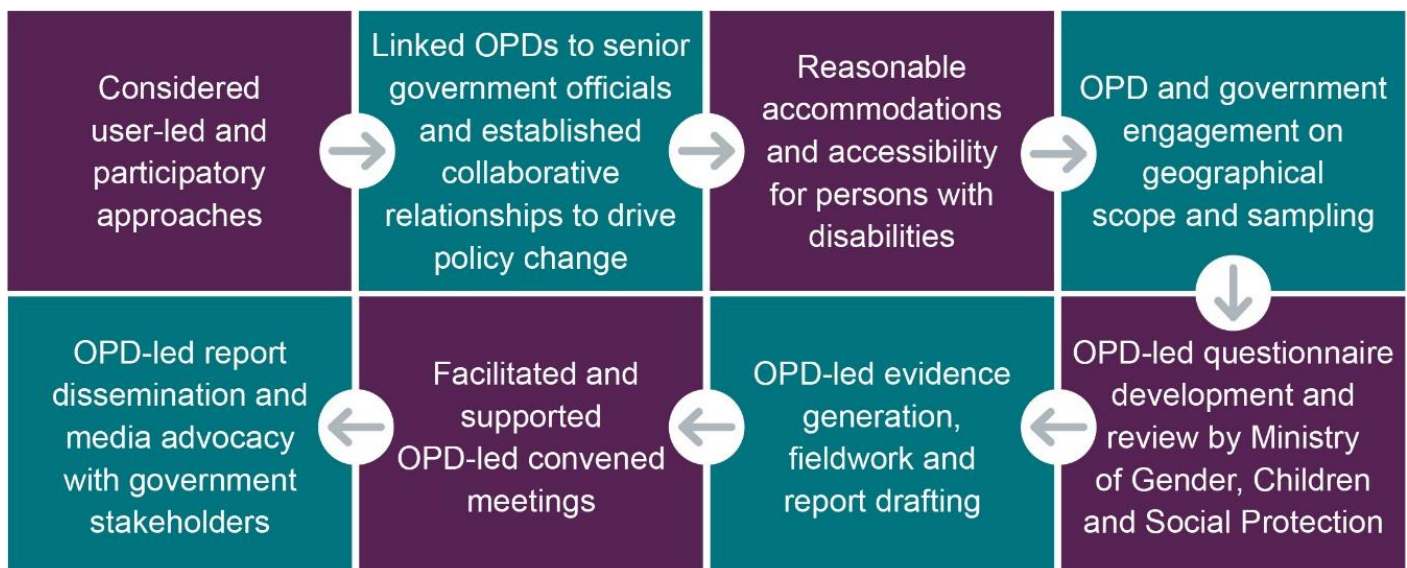 Considered
user-led and
participatory
approaches
Linked OPDs to senior
government officials
and established
collaborative
relationships to drive
policy change
Reasonable
accommodations
and accessibility
for persons with
disabilities
OPD and government
engagement on
geographical
scope and sampling
OPD-led questionnaire
development and
review by Ministry
of Gender, Children
and Social Protection
OPD-led evidence
generation,
fieldwork and
report drafting
Facilitated and
supported
OPD-led convened
meetings
OPD-led report
dissemination and
media advocacy
with government
stakeholders